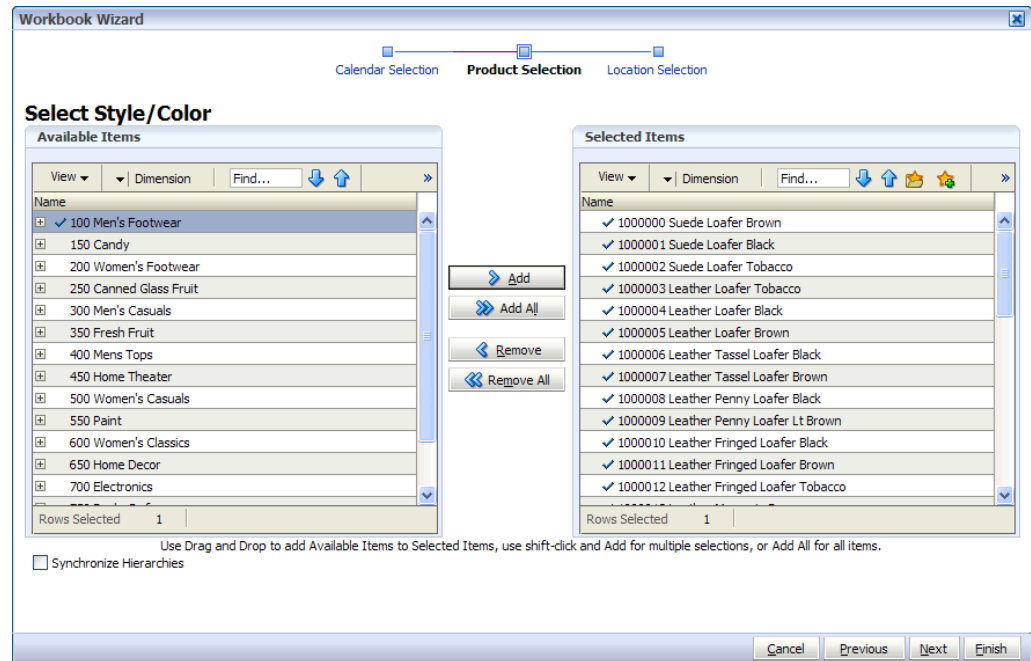 Workbook Wizard
Calendar Selection Product Selection Location Selection
Select Style/Color
Available Items
View Dimension Find... »
Name
100 Men's Footwear
150 Candy
200 Women's Footwear
250 Canned Glass Fruit
300 Men's Casuals
350 Fresh Fruit
400 Mens Tops
450 Home Theater
500 Women's Casuals
550 Paint
600 Women's Classics
650 Home Decor
700 Electronics
Rows Selected 1
Add
Add All
Remove
Remove All
Selected Items
View Dimension Find... »
Name
1000000 Suede Loafer Brown
1000001 Suede Loafer Black
1000002 Suede Loafer Tobacco
1000003 Leather Loafer Tobacco
1000004 Leather Loafer Black
1000005 Leather Loafer Brown
1000006 Leather Tassel Loafer Black
1000007 Leather Tassel Loafer Brown
1000008 Leather Penny Loafer Black
1000009 Leather Penny Loafer Lt Brown
1000010 Leather Fringed Loafer Black
1000011 Leather Fringed Loafer Brown
1000012 Leather Fringed Loafer Tobacco
Rows Selected 1
Use Drag and Drop to add Available Items to Selected Items, use shift-click and Add for multiple selections, or Add All for all items.
Synchronize Hierarchies
Cancel Previous Next Finish